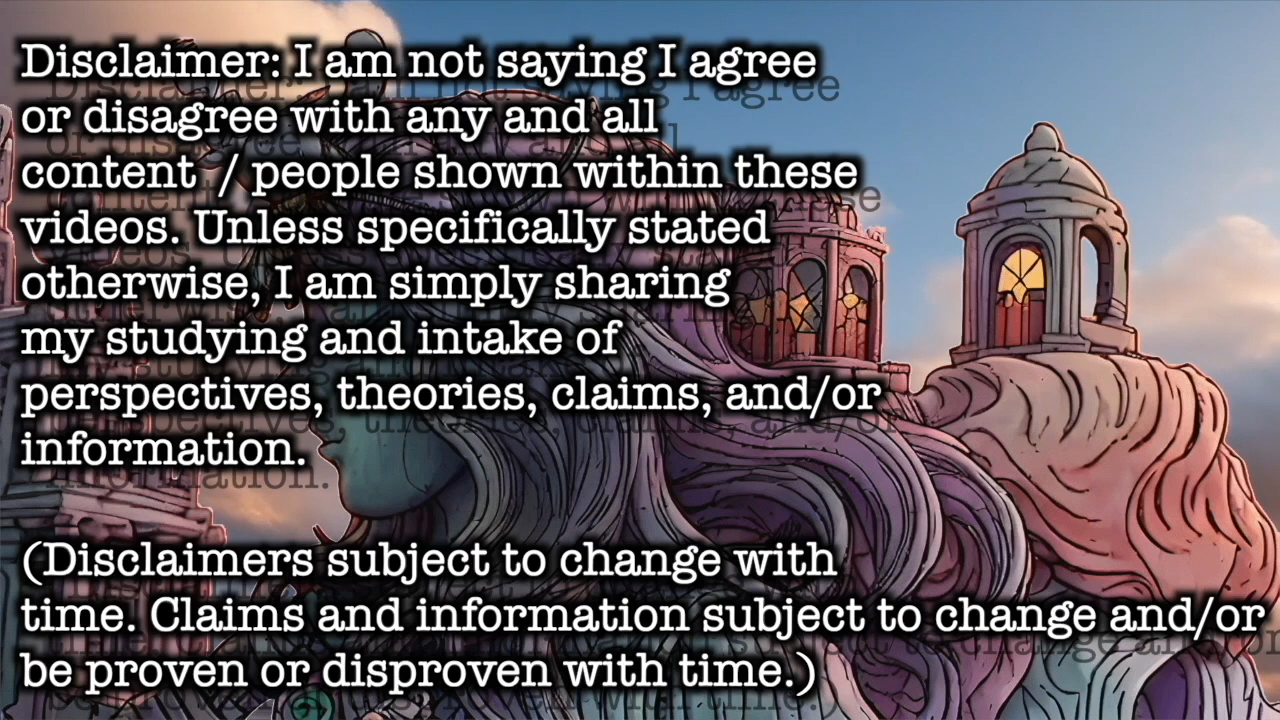 Disclaimer: I am not saying I agree
or disagree with any and all
content / people shown within these
videos. Unless specifically stated
otherwise, I am simply sharing
my studying and intake of
perspectives, theories, claims, and/or
information.
(Disclaimers subject to change with
time. Claims and information subject to change and/or
be proven or disproven with time.)